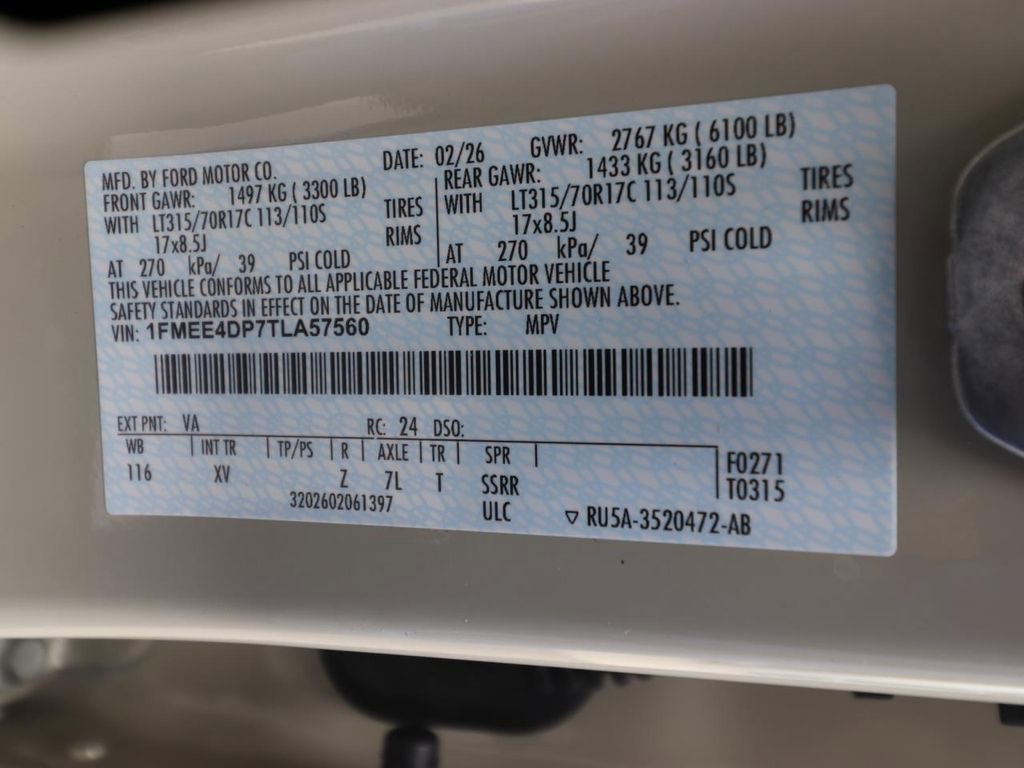 MFD. BY FORD MOTOR CO. DATE: 02/26 GVWR: 2767 KG ( 6100 LB)
FRONT GAWR: 1497 KG ( 3300 LB) REAR GAWR: 1433 KG ( 3160 LB)
WITH LT315/70R17C 113/110S TIRES WITH LT315/70R17C 113/110S TIRES
17x8.5J RIMS 17x8.5J RIMS
AT 270 kPa/ 39 PSI COLD AT 270 kPa/ 39 PSI COLD
THIS VEHICLE CONFORMS TO ALL APPLICABLE FEDERAL MOTOR VEHICLE
SAFETY STANDARDS IN EFFECT ON THE DATE OF MANUFACTURE SHOWN ABOVE.
VIN: 1FMEE4DP7TLA57560 TYPE: MPV
EXT PNT: VA RC: 24 DSO:
WB INT TR TP/PS R AXLE TR SPR
116 XV Z 7L T SSRR
F0271
T0315
3202602061397 ULC ▽ RU5A-3520472-AB